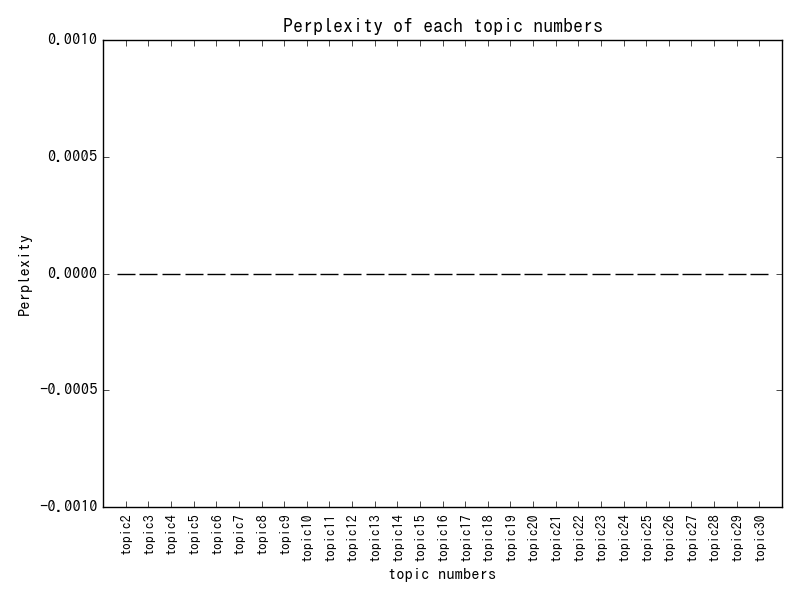 Perplexity of each topic numbers
0.0010
0.0005
0.0000
-0.0005
-0.0010
Perplexity
topic2
topic3
topic4
topic5
topic6
topic7
topic8
topic9
topic10
topic11
topic12
topic13
topic14
topic15
topic16
topic17
topic18
topic19
topic20
topic21
topic22
topic23
topic24
topic25
topic26
topic27
topic28
topic29
topic30
topic numbers